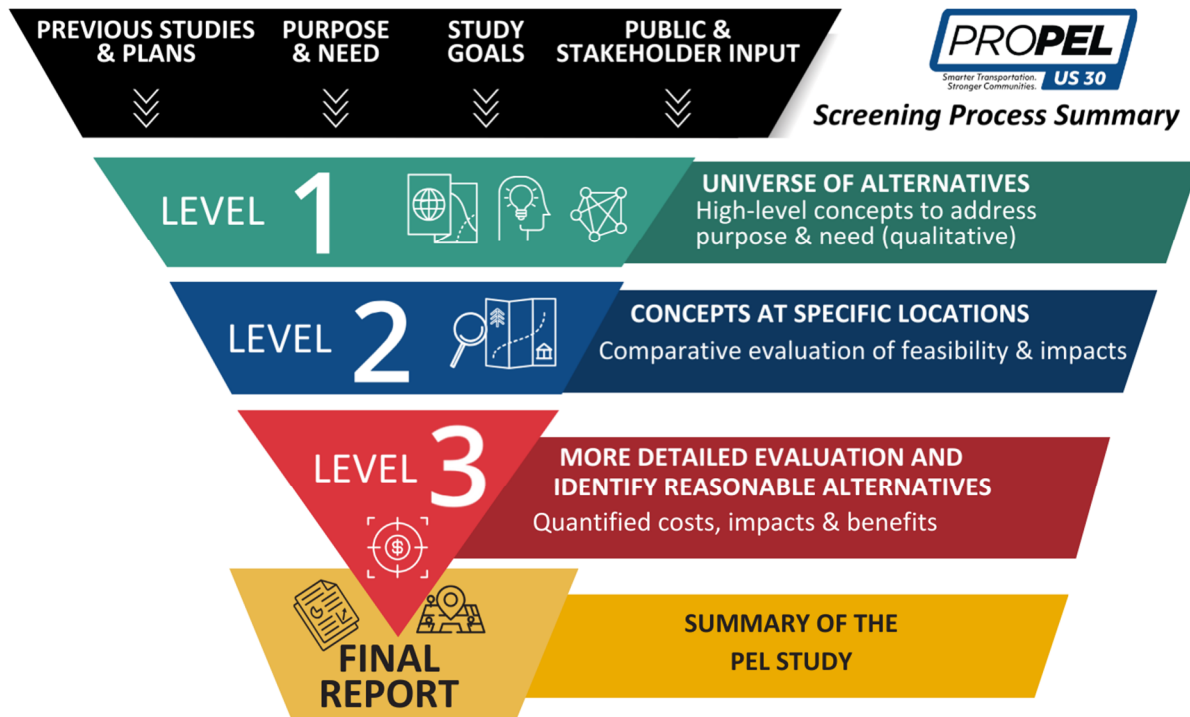 PREVIOUS STUDIES
& PLANS
PURPOSE
& NEED
STUDY
GOALS
PUBLIC &
STAKEHOLDER INPUT
PROPEL
Smarter Transportation.
Stronger Communities.
US 30
Screening Process Summary
LEVEL 1
UNIVERSE OF ALTERNATIVES
High-level concepts to address
purpose & need (qualitative)
LEVEL 2
CONCEPTS AT SPECIFIC LOCATIONS
Comparative evaluation of feasibility & impacts
LEVEL 3
$
MORE DETAILED EVALUATION AND
IDENTIFY REASONABLE ALTERNATIVES
Quantified costs, impacts & benefits
FINAL
REPORT
SUMMARY OF THE
PEL STUDY